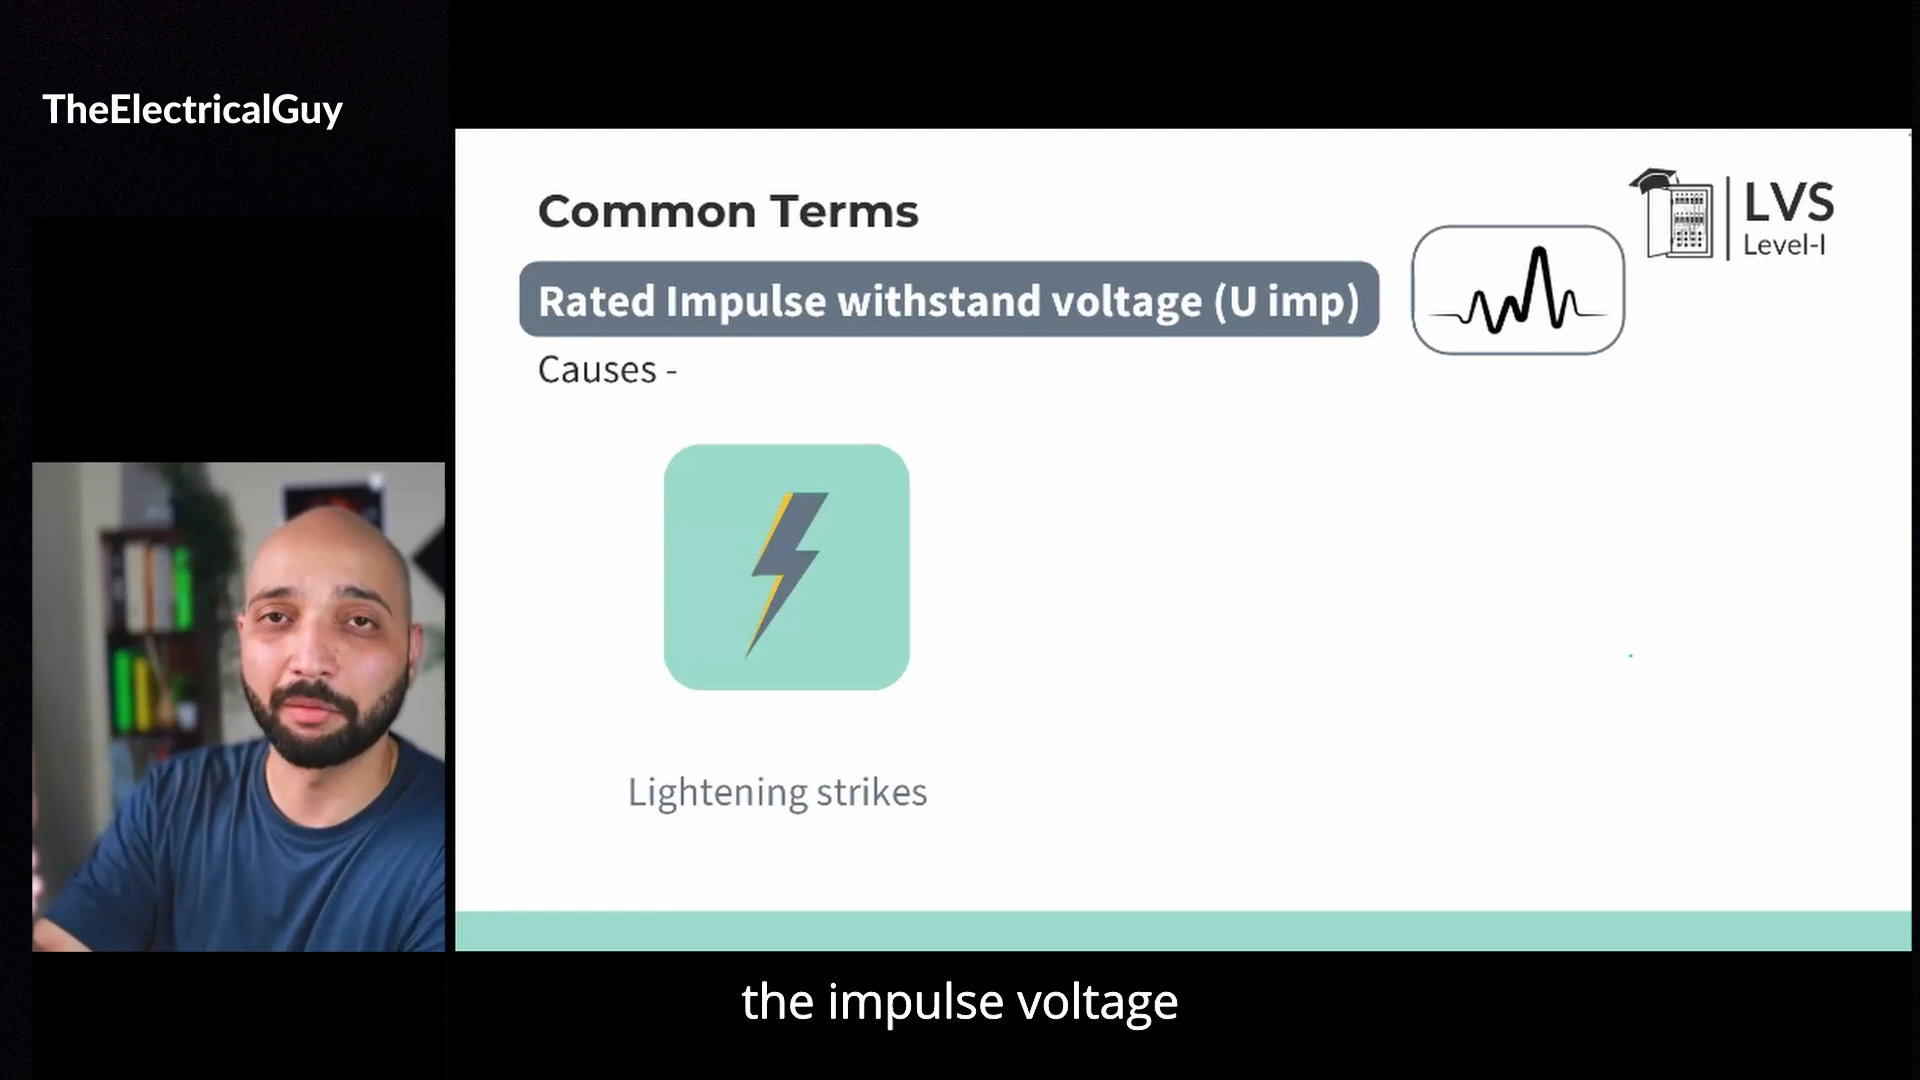 TheElectricalGuy
LVS
Level-I
Common Terms
Rated Impulse withstand voltage (U imp)
Causes -
Lightening strikes
the impulse voltage